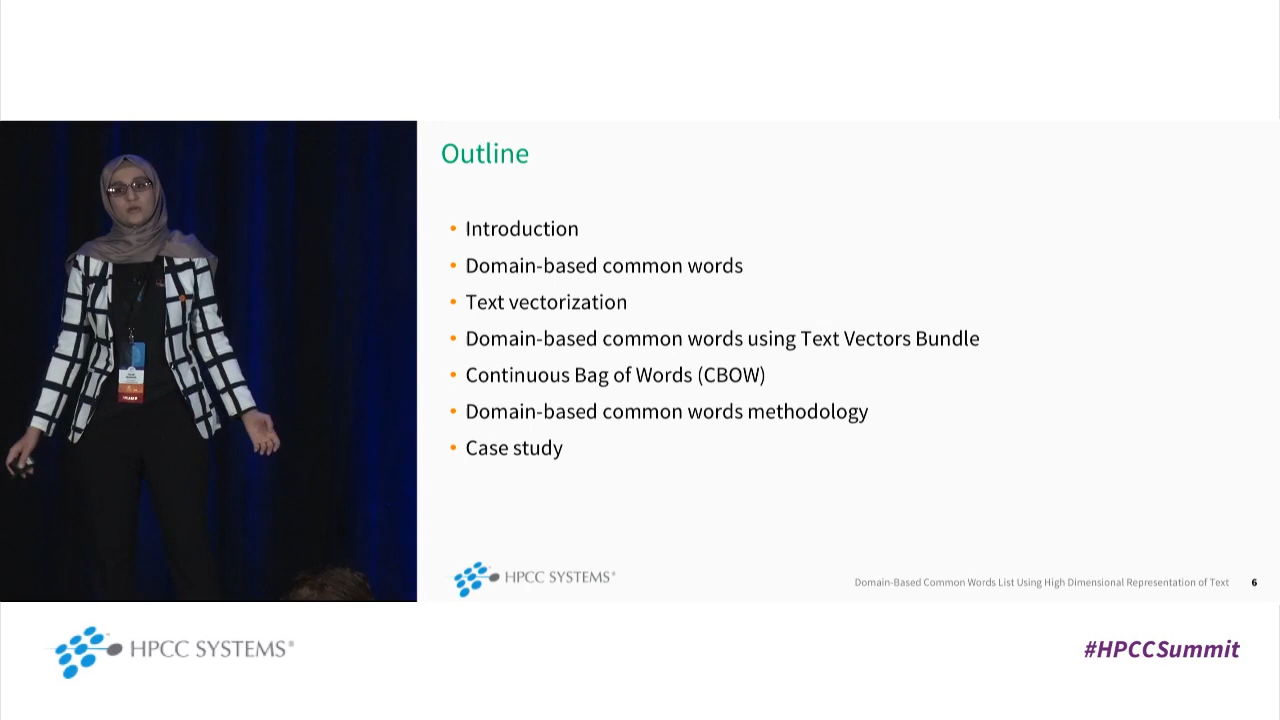 Outline
• Introduction
• Domain-based common words
• Text vectorization
• Domain-based common words using Text Vectors Bundle
• Continuous Bag of Words (CBOW)
• Domain-based common words methodology
• Case study
HPCC SYSTEMS®
Domain-Based Common Words List Using High Dimensional Representation of Text 6
HPCC SYSTEMS®
#HPCCSummit